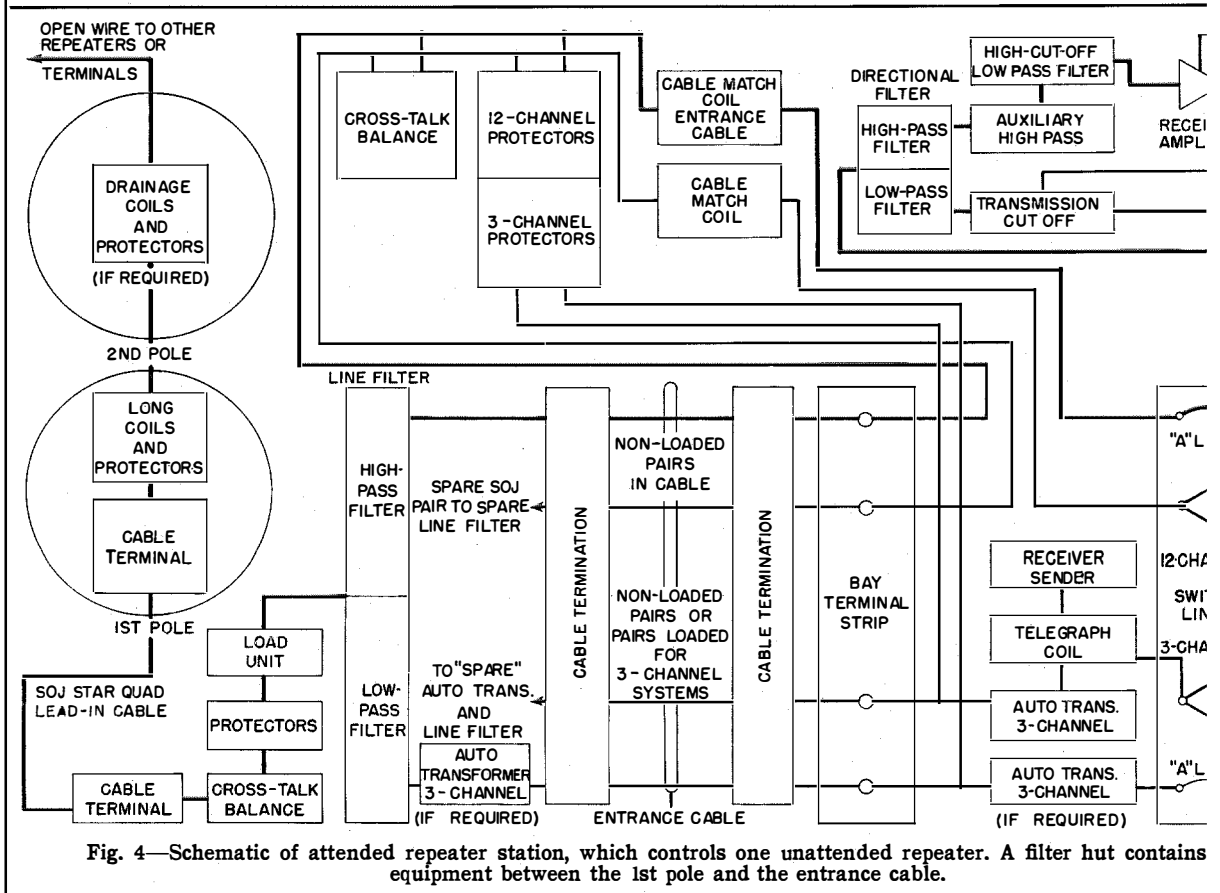 OPEN WIRE TO OTHER
REPEATERS OR
TERMINALS
DRAINAGE
COILS
AND
PROTECTORS
(IF REQUIRED)
2ND POLE
LONG
COILS
AND
PROTECTORS
CABLE
TERMINAL
1ST POLE
SOJ STAR QUAD
LEAD-IN CABLE
CABLE
TERMINAL
CROSS-TALK
BALANCE
PROTECTORS
LOAD
UNIT
LINE FILTER
HIGH-
PASS
FILTER
LOW-
PASS
FILTER
SPARE SOJ
PAIR TO SPARE
LINE FILTER
TO "SPARE"
AUTO TRANS.
AND
LINE FILTER
AUTO
TRANSFORMER
3-CHANNEL
(IF REQUIRED)
CABLE TERMINATION
NON-LOADED
PAIRS
IN CABLE
NON-LOADED
PAIRS OR
PAIRS LOADED
FOR
3-CHANNEL
SYSTEMS
ENTRANCE CABLE
CABLE TERMINATION
BAY
TERMINAL
STRIP
CROSS-TALK
BALANCE
12-CHANNEL
PROTECTORS
3-CHANNEL
PROTECTORS
CABLE MATCH
COIL
ENTRANCE
CABLE
CABLE
MATCH
COIL
DIRECTIONAL
FILTER
HIGH-PASS
FILTER
LOW-PASS
FILTER
HIGH-CUT-OFF
LOW PASS FILTER
AUXILIARY
HIGH PASS
TRANSMISSION
CUT OFF
RECEI
AMPL
RECEIVER
SENDER
TELEGRAPH
COIL
AUTO TRANS.
3-CHANNEL
AUTO TRANS.
3-CHANNEL
(IF REQUIRED)
"A" L
12-CHA
SWI
LIN
3-CHA
"A" L
Fig. 4—Schematic of attended repeater station, which controls one unattended repeater. A filter hut contains
equipment between the 1st pole and the entrance cable.